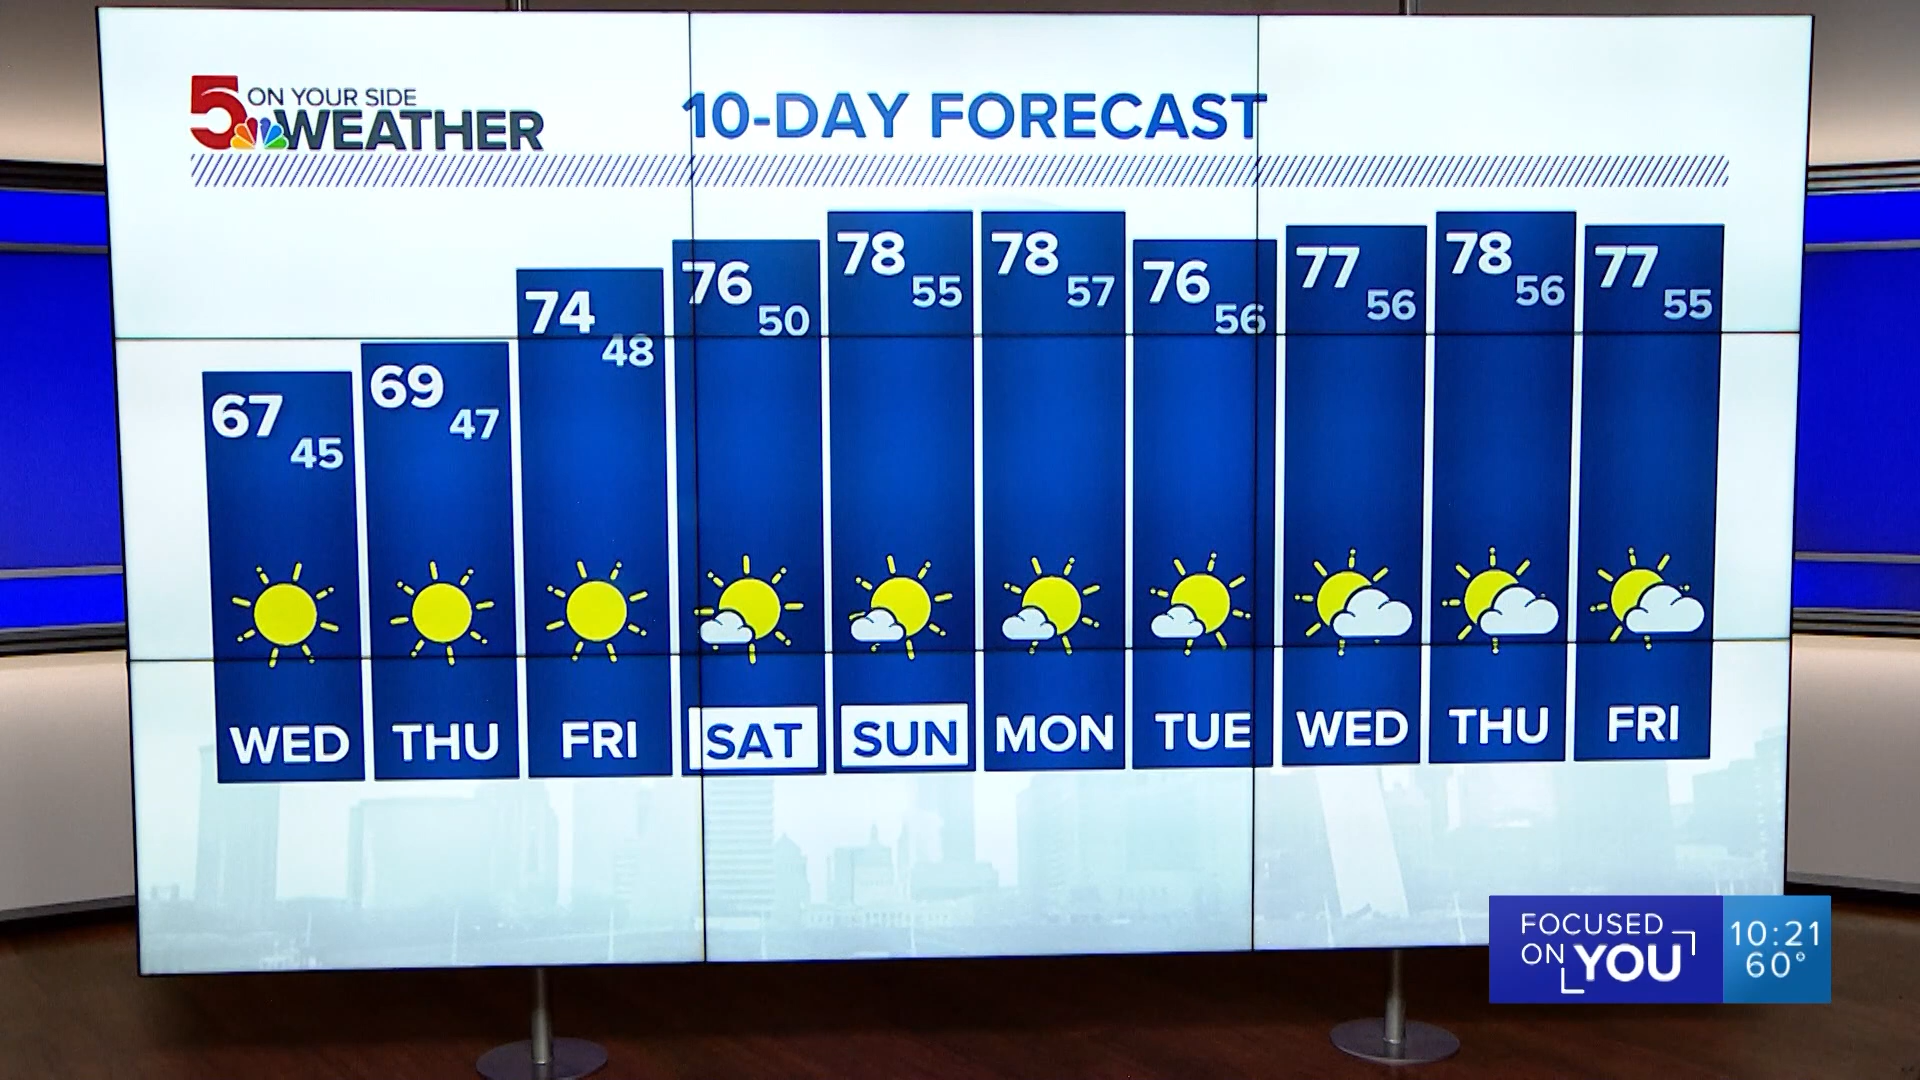 5 ON YOUR SIDE
WEATHER
10-DAY FORECAST
67 45
69 47
74 48
76 50
78 55
78 57
76 56
77 56
78 56
77 55
WED THU FRI SAT SUN MON TUE WED THU FRI
FOCUSED
ON YOU
10:21
60°